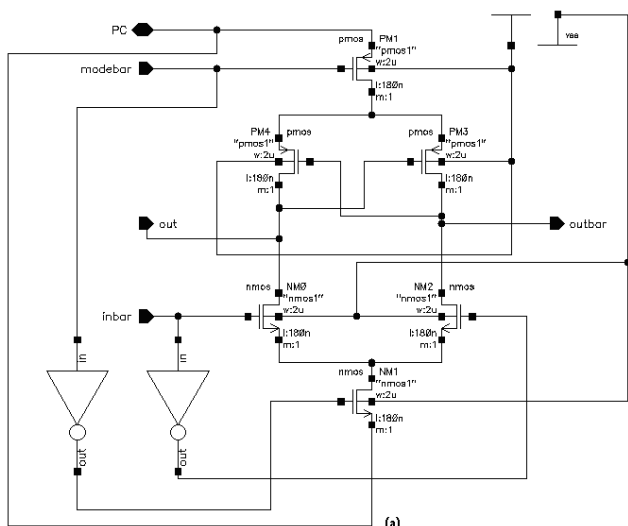 PC
pmos PM1
"pmos1"
w:2u
l:180n
m:1
vss
modebar
PM4 pmos
"pmos1"
w:2u
l:180n
m:1
pmos PM3
"pmos1"
w:2u
l:180n
m:1
out
outbar
nmos NM0
"nmos1"
w:2u
l:180n
m:1
NM2 nmos
"nmos1"
w:2u
l:180n
m:1
inbar
in
in
nmos NM1
"nmos1"
w:2u
l:180n
m:1
out
out
(a)